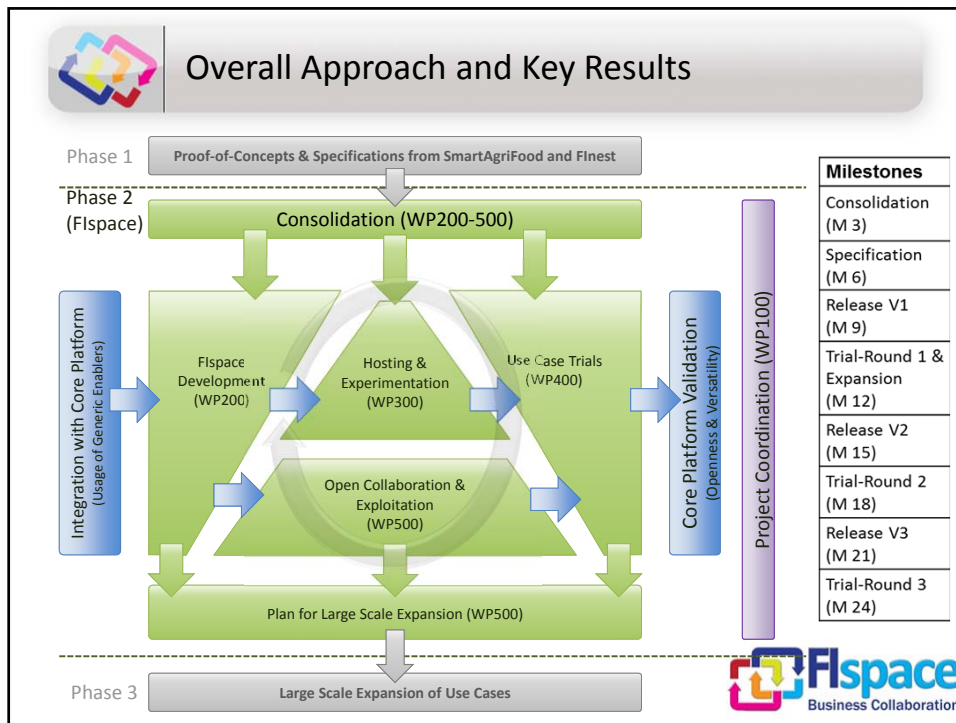 Overall Approach and Key Results
Phase 1
Proof-of-Concepts & Specifications from SmartAgriFood and FInest
Phase 2
(FIspace)
Consolidation (WP200-500)
Integration with Core Platform
(Usage of Generic Enablers)
FIspace
Development
(WP200)
Hosting &
Experimentation
(WP300)
Use Case Trials
(WP400)
Open Collaboration &
Exploitation
(WP500)
Core Platform Validation
(Openness & Versatility)
Project Coordination (WP100)
Plan for Large Scale Expansion (WP500)
Phase 3
Large Scale Expansion of Use Cases
Milestones
Consolidation
(M 3)
Specification
(M 6)
Release V1
(M 9)
Trial-Round 1 &
Expansion
(M 12)
Release V2
(M 15)
Trial-Round 2
(M 18)
Release V3
(M 21)
Trial-Round 3
(M 24)
FIspace
Business Collaboration